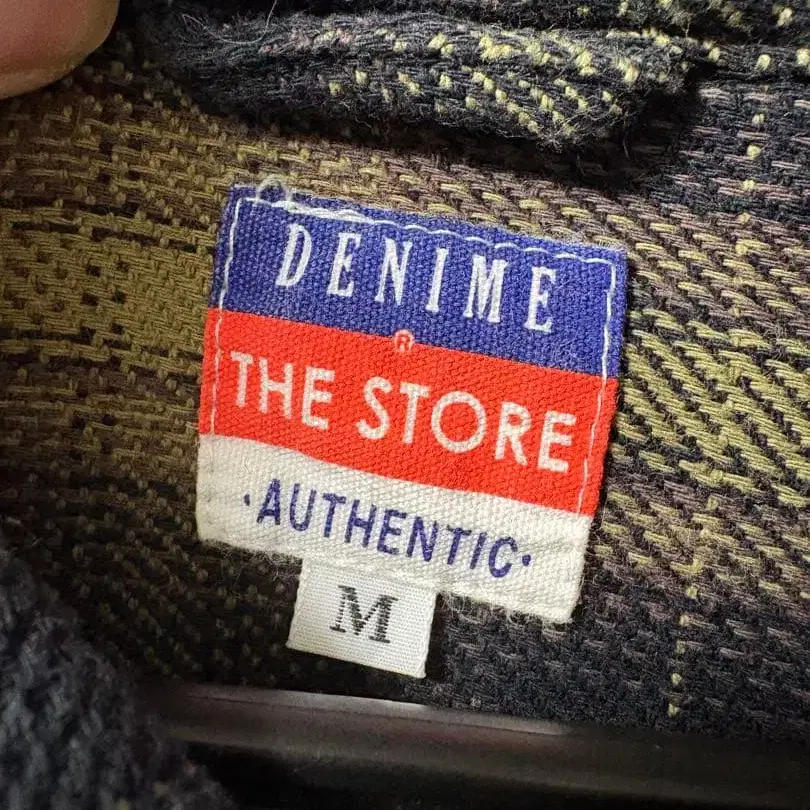 DENIME
®
THE STORE
·AUTHENTIC·
M